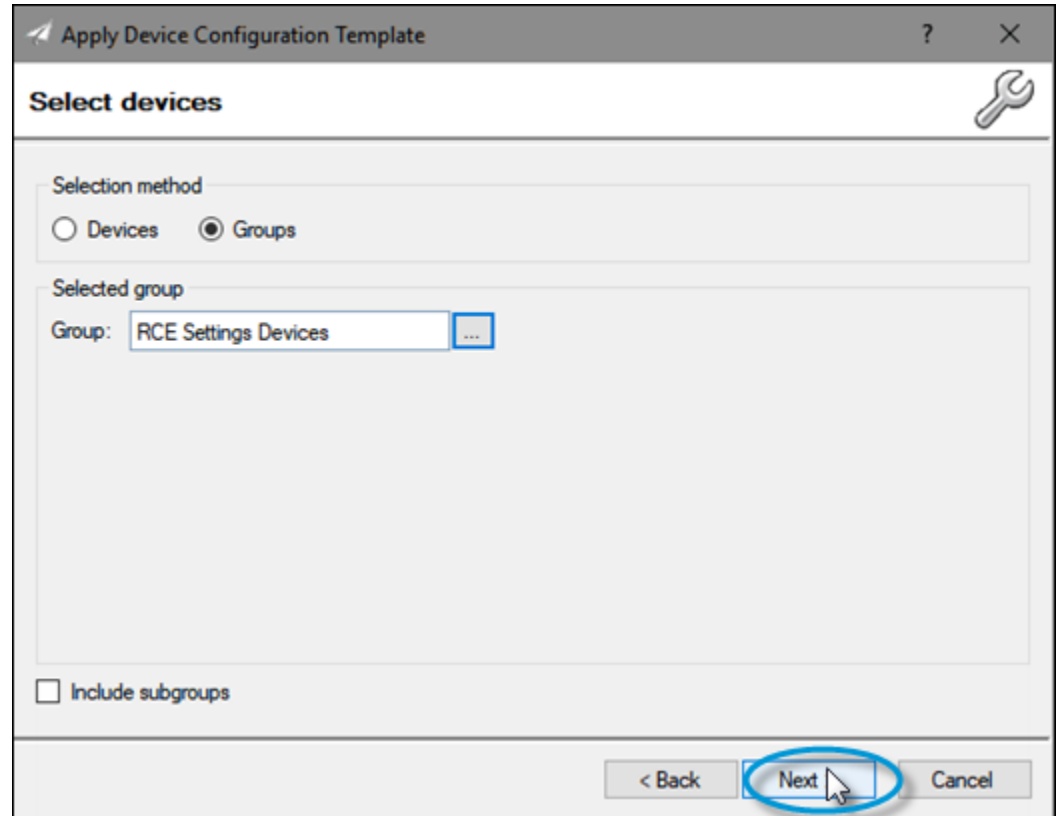 Apply Device Configuration Template ?
Select devices
Selection method
Devices Groups
Selected group
Group: RCE Settings Devices ...
Include subgroups
< Back Next Cancel